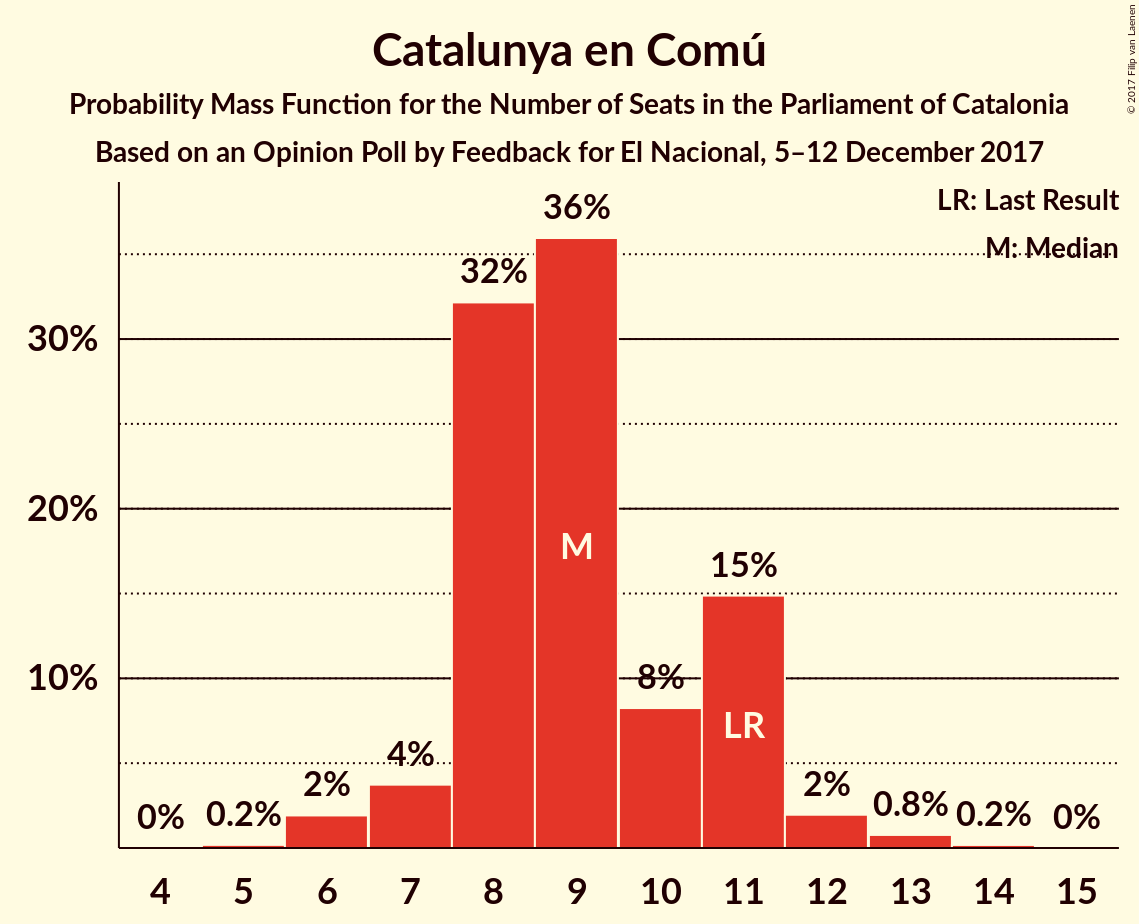 Catalunya en Comú
Probability Mass Function for the Number of Seats in the Parliament of Catalonia
Based on an Opinion Poll by Feedback for El Nacional, 5–12 December 2017
© 2017 Filip van Laenen
LR: Last Result
M: Median
30%
20%
10%
0%
0.2%
2%
4%
32%
36%
8%
15%
2%
0.8%
0.2%
0%
M
LR
4 5 6 7 8 9 10 11 12 13 14 15